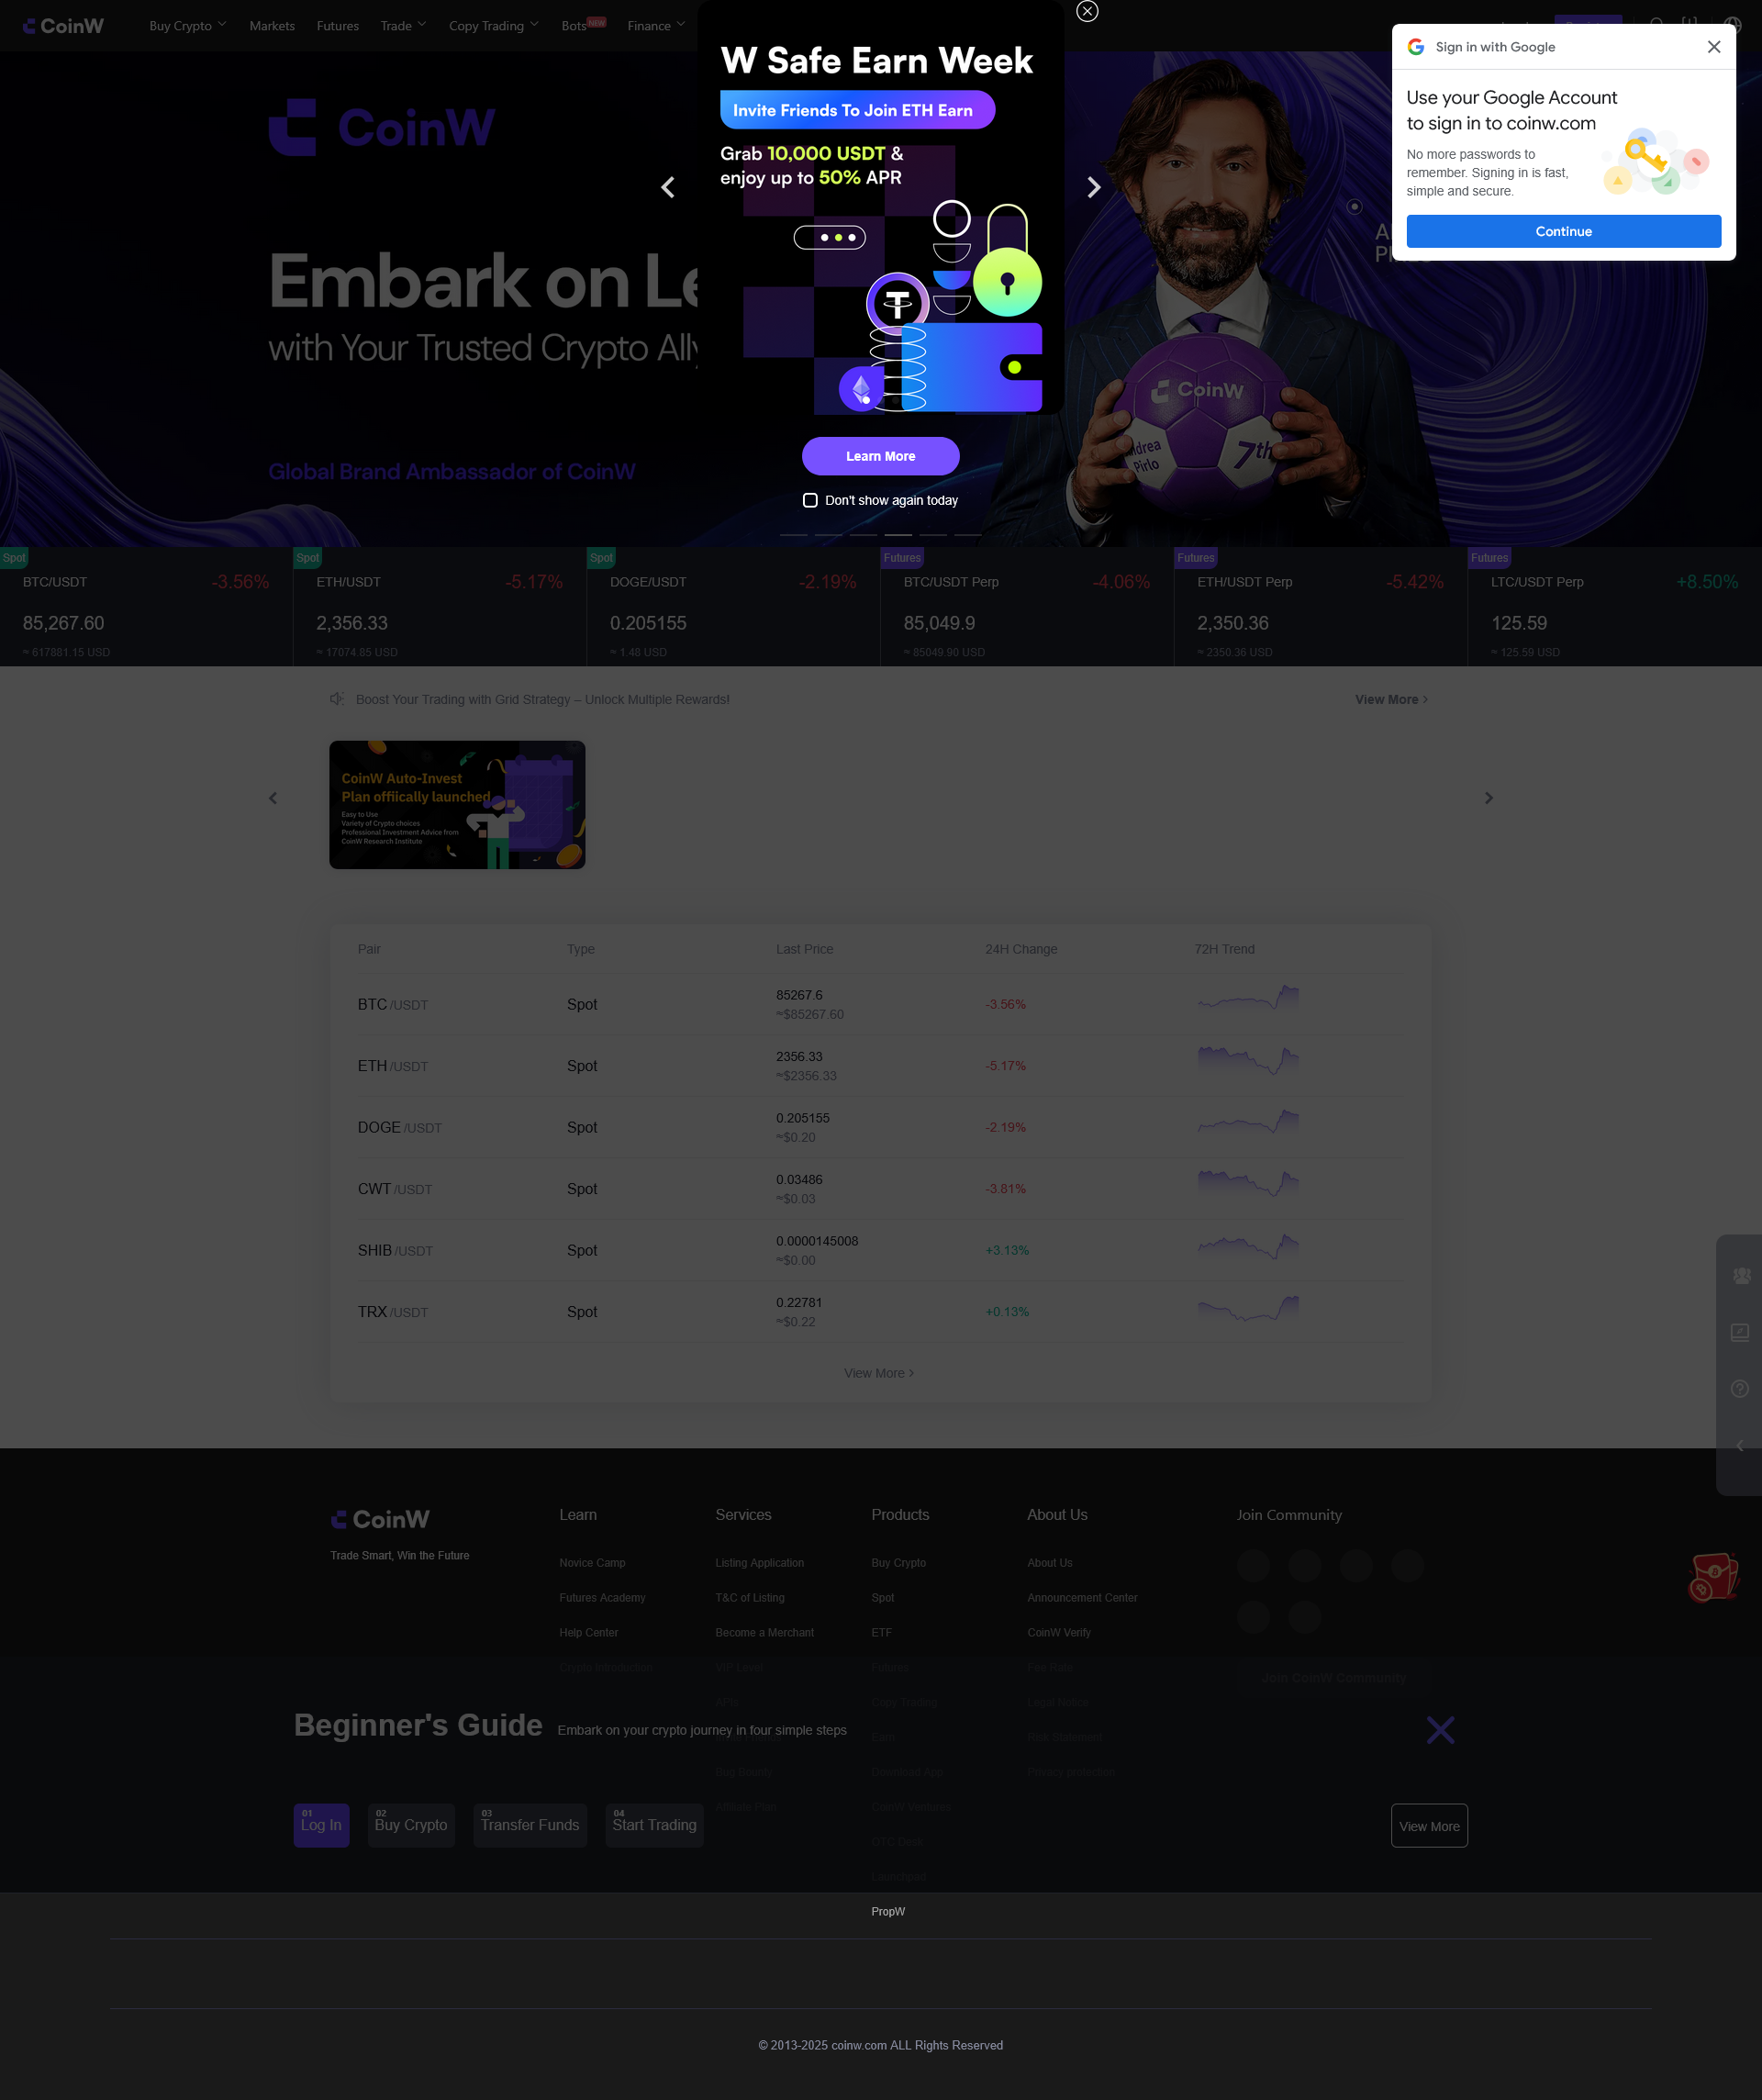 CoinW
Buy Crypto
Markets
Futures
Trade
Copy Trading
Bots
NEW
Finance
W Safe Earn Week
Invite Friends To Join ETH Earn
Grab 10,000 USDT &
enjoy up to 50% APR
Learn More
Don't show again today
Sign in with Google
Use your Google Account
to sign in to coinw.com
No more passwords to
remember. Signing in is fast,
simple and secure.
Continue
CoinW
Embark on Le
with Your Trusted Crypto Ally
Global Brand Ambassador of CoinW
CoinW
Andrea
Pirlo
7th
Spot
BTC/USDT
-3.56%
85,267.60
≈ 617881.15 USD
Spot
ETH/USDT
-5.17%
2,356.33
≈ 17074.85 USD
Spot
DOGE/USDT
-2.19%
0.205155
≈ 1.48 USD
Futures
BTC/USDT Perp
-4.06%
85,049.9
≈ 85049.90 USD
Futures
ETH/USDT Perp
-5.42%
2,350.36
≈ 2350.36 USD
Futures
LTC/USDT Perp
+8.50%
125.59
≈ 125.59 USD
Boost Your Trading with Grid Strategy – Unlock Multiple Rewards!
View More
CoinW Auto-Invest
Plan offiically launched
Easy to Use
Variety of Crypto choices
Professional Investment Advice from
CoinW Research Institute
Pair Type Last Price 24H Change 72H Trend
BTC /USDT Spot 85267.6 -3.56%
≈$85267.60
ETH /USDT Spot 2356.33 -5.17%
≈$2356.33
DOGE /USDT Spot 0.205155 -2.19%
≈$0.20
CWT /USDT Spot 0.03486 -3.81%
≈$0.03
SHIB /USDT Spot 0.0000145008 +3.13%
≈$0.00
TRX /USDT Spot 0.22781 +0.13%
≈$0.22
View More
CoinW
Trade Smart, Win the Future
Learn
Novice Camp
Futures Academy
Help Center
Crypto Introduction
Services
Listing Application
T&C of Listing
Become a Merchant
VIP Level
APIs
Bug Bounty
Affiliate Plan
Products
Buy Crypto
Spot
ETF
Futures
Copy Trading
Earn
Download App
CoinW Ventures
OTC Desk
Launchpad
PropW
About Us
About Us
Announcement Center
CoinW Verify
Fee Rate
Legal Notice
Risk Statement
Privacy protection
Join Community
Join CoinW Community
Beginner's Guide
Embark on your crypto journey in four simple steps
01
Log In
02
Buy Crypto
03
Transfer Funds
04
Start Trading
View More
© 2013-2025 coinw.com ALL Rights Reserved